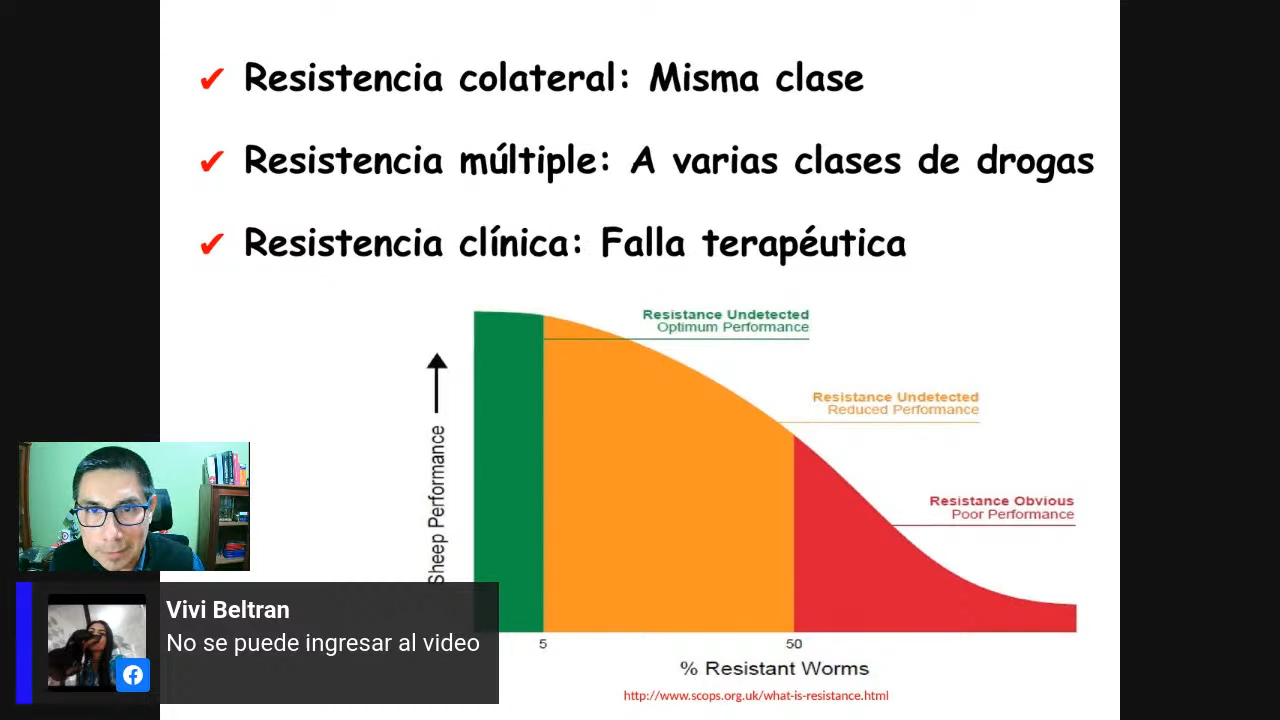 ✔ Resistencia colateral: Misma clase
✔ Resistencia múltiple: A varias clases de drogas
✔ Resistencia clínica: Falla terapéutica
Resistance Undetected
Optimum Performance
Resistance Undetected
Reduced Performance
Resistance Obvious
Poor Performance
Sheep Performance
5
50
% Resistant Worms
http://www.scops.org.uk/what-is-resistance.html
Vivi Beltran
No se puede ingresar al video